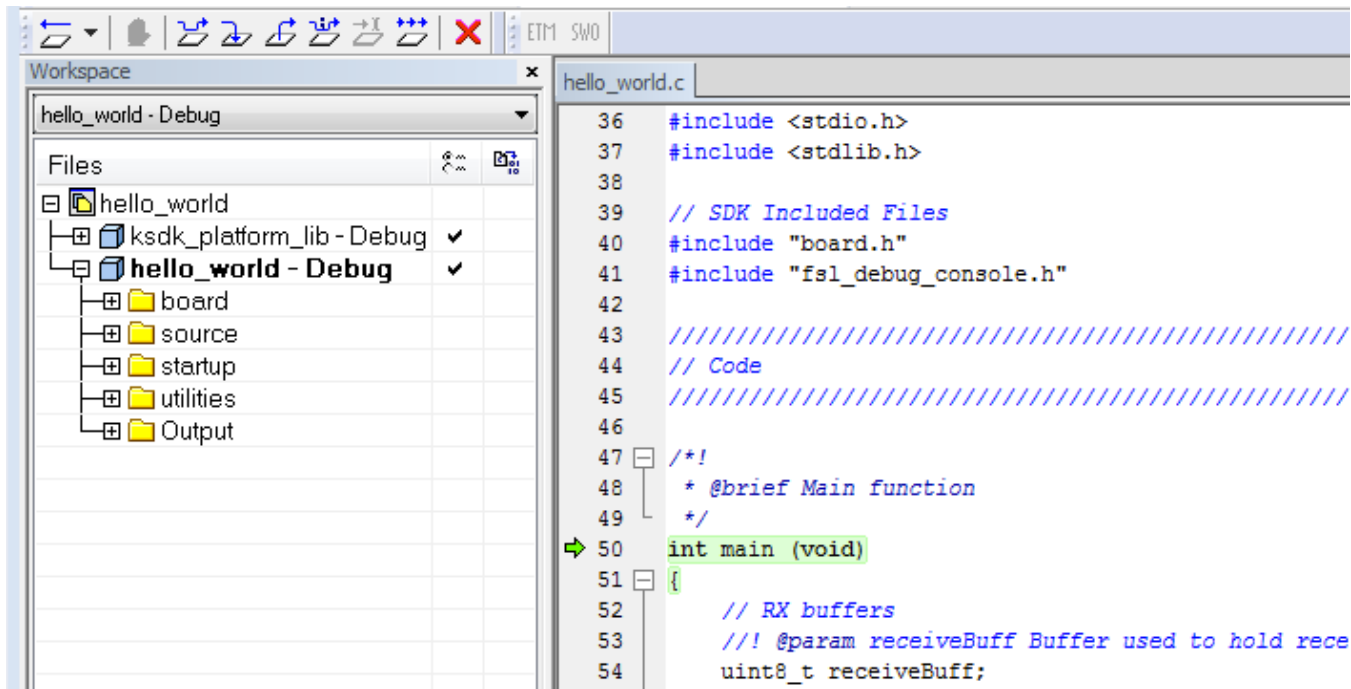 ETM SWO
Workspace
hello_world - Debug
Files
hello_world
ksdk_platform_lib - Debug
hello_world - Debug
board
source
startup
utilities
Output
hello_world.c
36 #include <stdio.h>
37 #include <stdlib.h>
38
39 // SDK Included Files
40 #include "board.h"
41 #include "fsl_debug_console.h"
42
43 ///////////////////////////////////////////////////
44 // Code
45 ///////////////////////////////////////////////////
46
47 /*!
48 * @brief Main function
49 */
50 int main (void)
51 {
52 // RX buffers
53 //! @param receiveBuff Buffer used to hold rece
54 uint8_t receiveBuff;